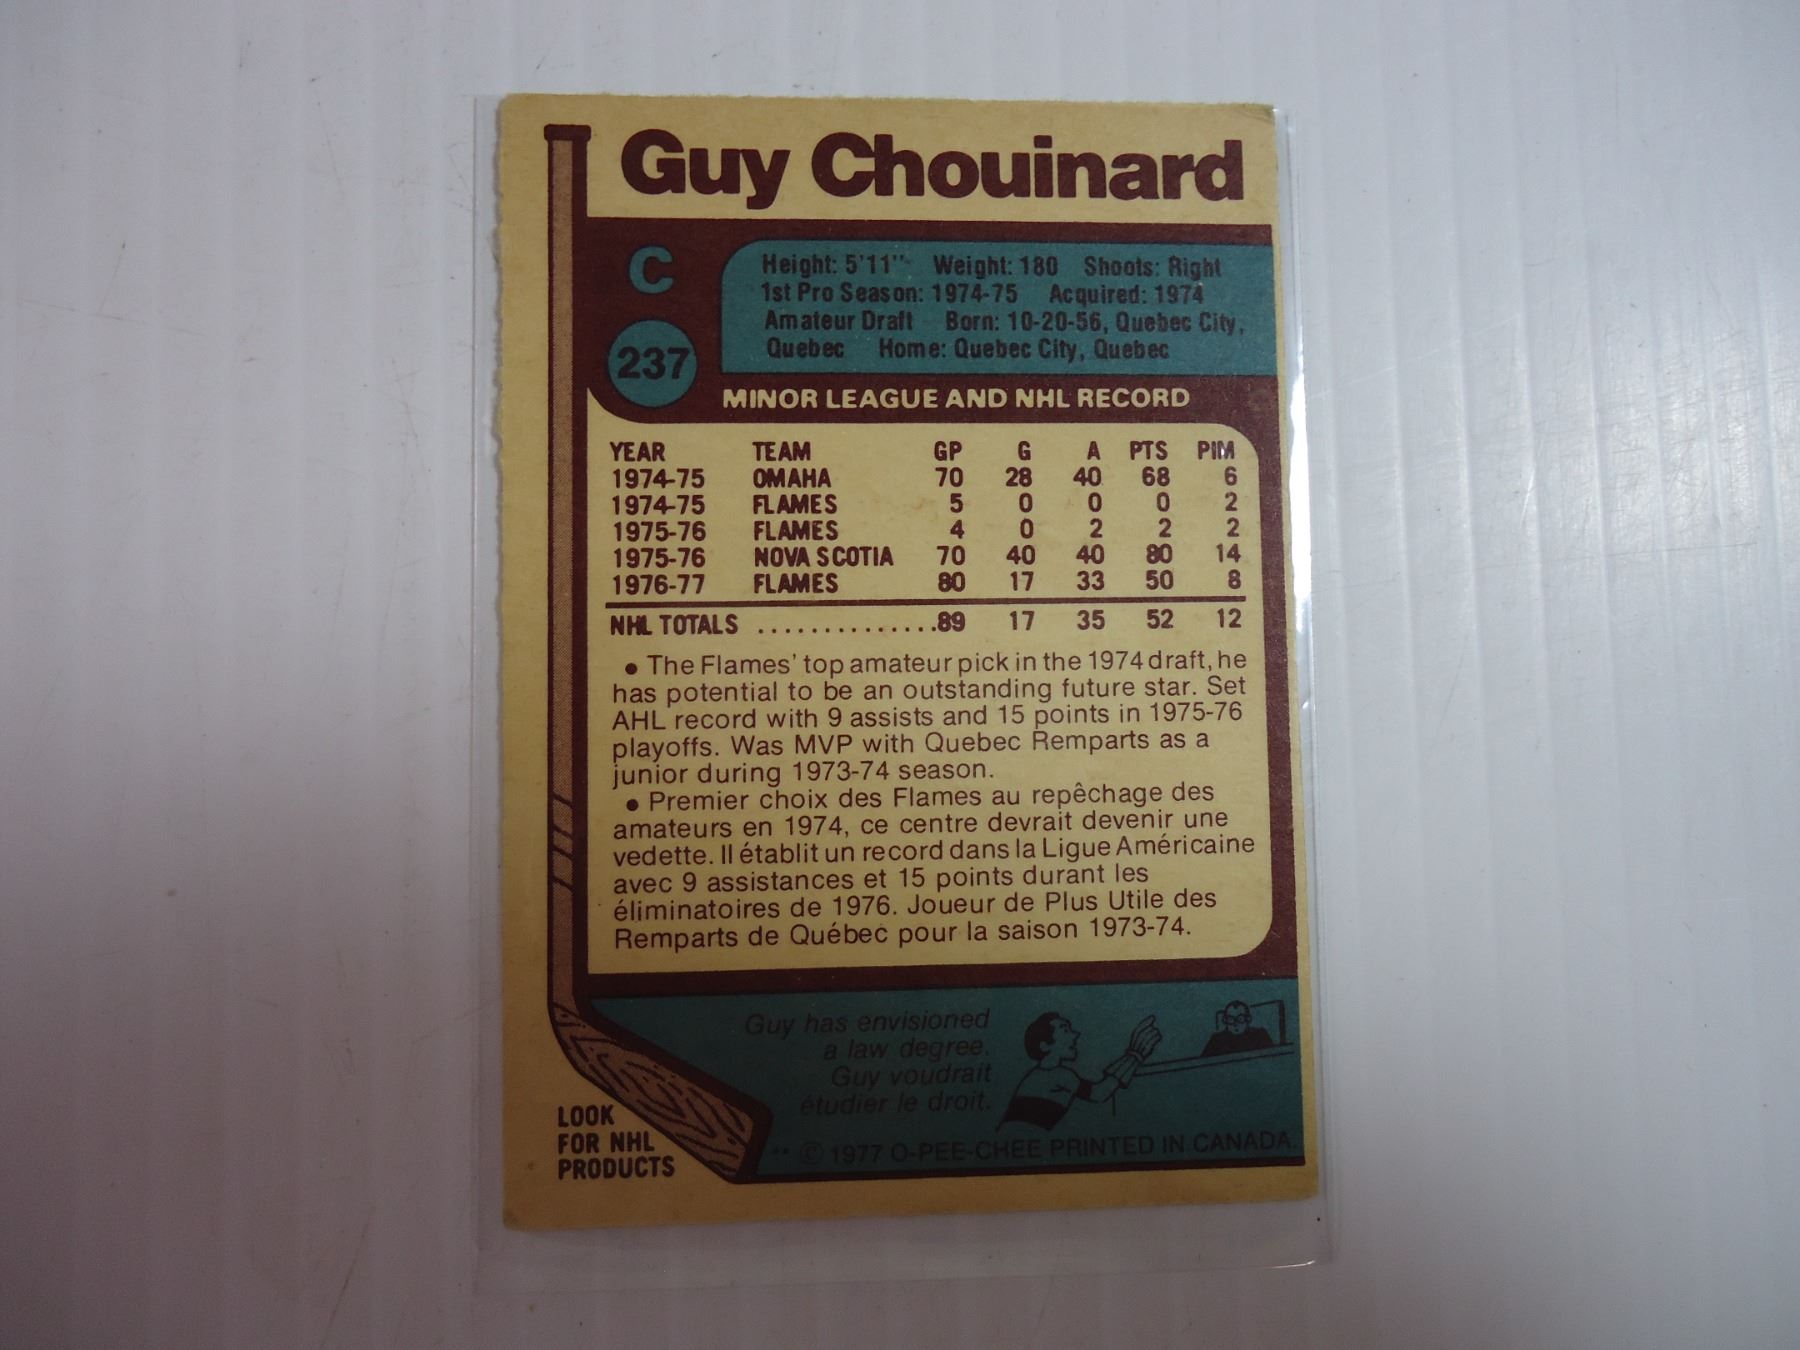 Guy Chouinard
C
237
Height: 5'11" Weight: 180 Shoots: Right
1st Pro Season: 1974-75 Acquired: 1974
Amateur Draft Born: 10-20-56, Quebec City,
Quebec Home: Quebec City, Quebec
MINOR LEAGUE AND NHL RECORD
YEAR TEAM GP G A PTS PIM
1974-75 OMAHA 70 28 40 68 6
1974-75 FLAMES 5 0 0 0 2
1975-76 FLAMES 4 0 2 2 2
1975-76 NOVA SCOTIA 70 40 40 80 14
1976-77 FLAMES 80 17 33 50 8
NHL TOTALS ..............89 17 35 52 12
• The Flames' top amateur pick in the 1974 draft, he
has potential to be an outstanding future star. Set
AHL record with 9 assists and 15 points in 1975-76
playoffs. Was MVP with Quebec Remparts as a
junior during 1973-74 season.
• Premier choix des Flames au repêchage des
amateurs en 1974, ce centre devrait devenir une
vedette. Il établit un record dans la Ligue Américaine
avec 9 assistances et 15 points durant les
éliminatoires de 1976. Joueur de Plus Utile des
Remparts de Québec pour la saison 1973-74.
Guy has envisioned
a law degree.
Guy voudrait
étudier le droit.
LOOK
FOR NHL
PRODUCTS
** © 1977 O-PEE-CHEE PRINTED IN CANADA.